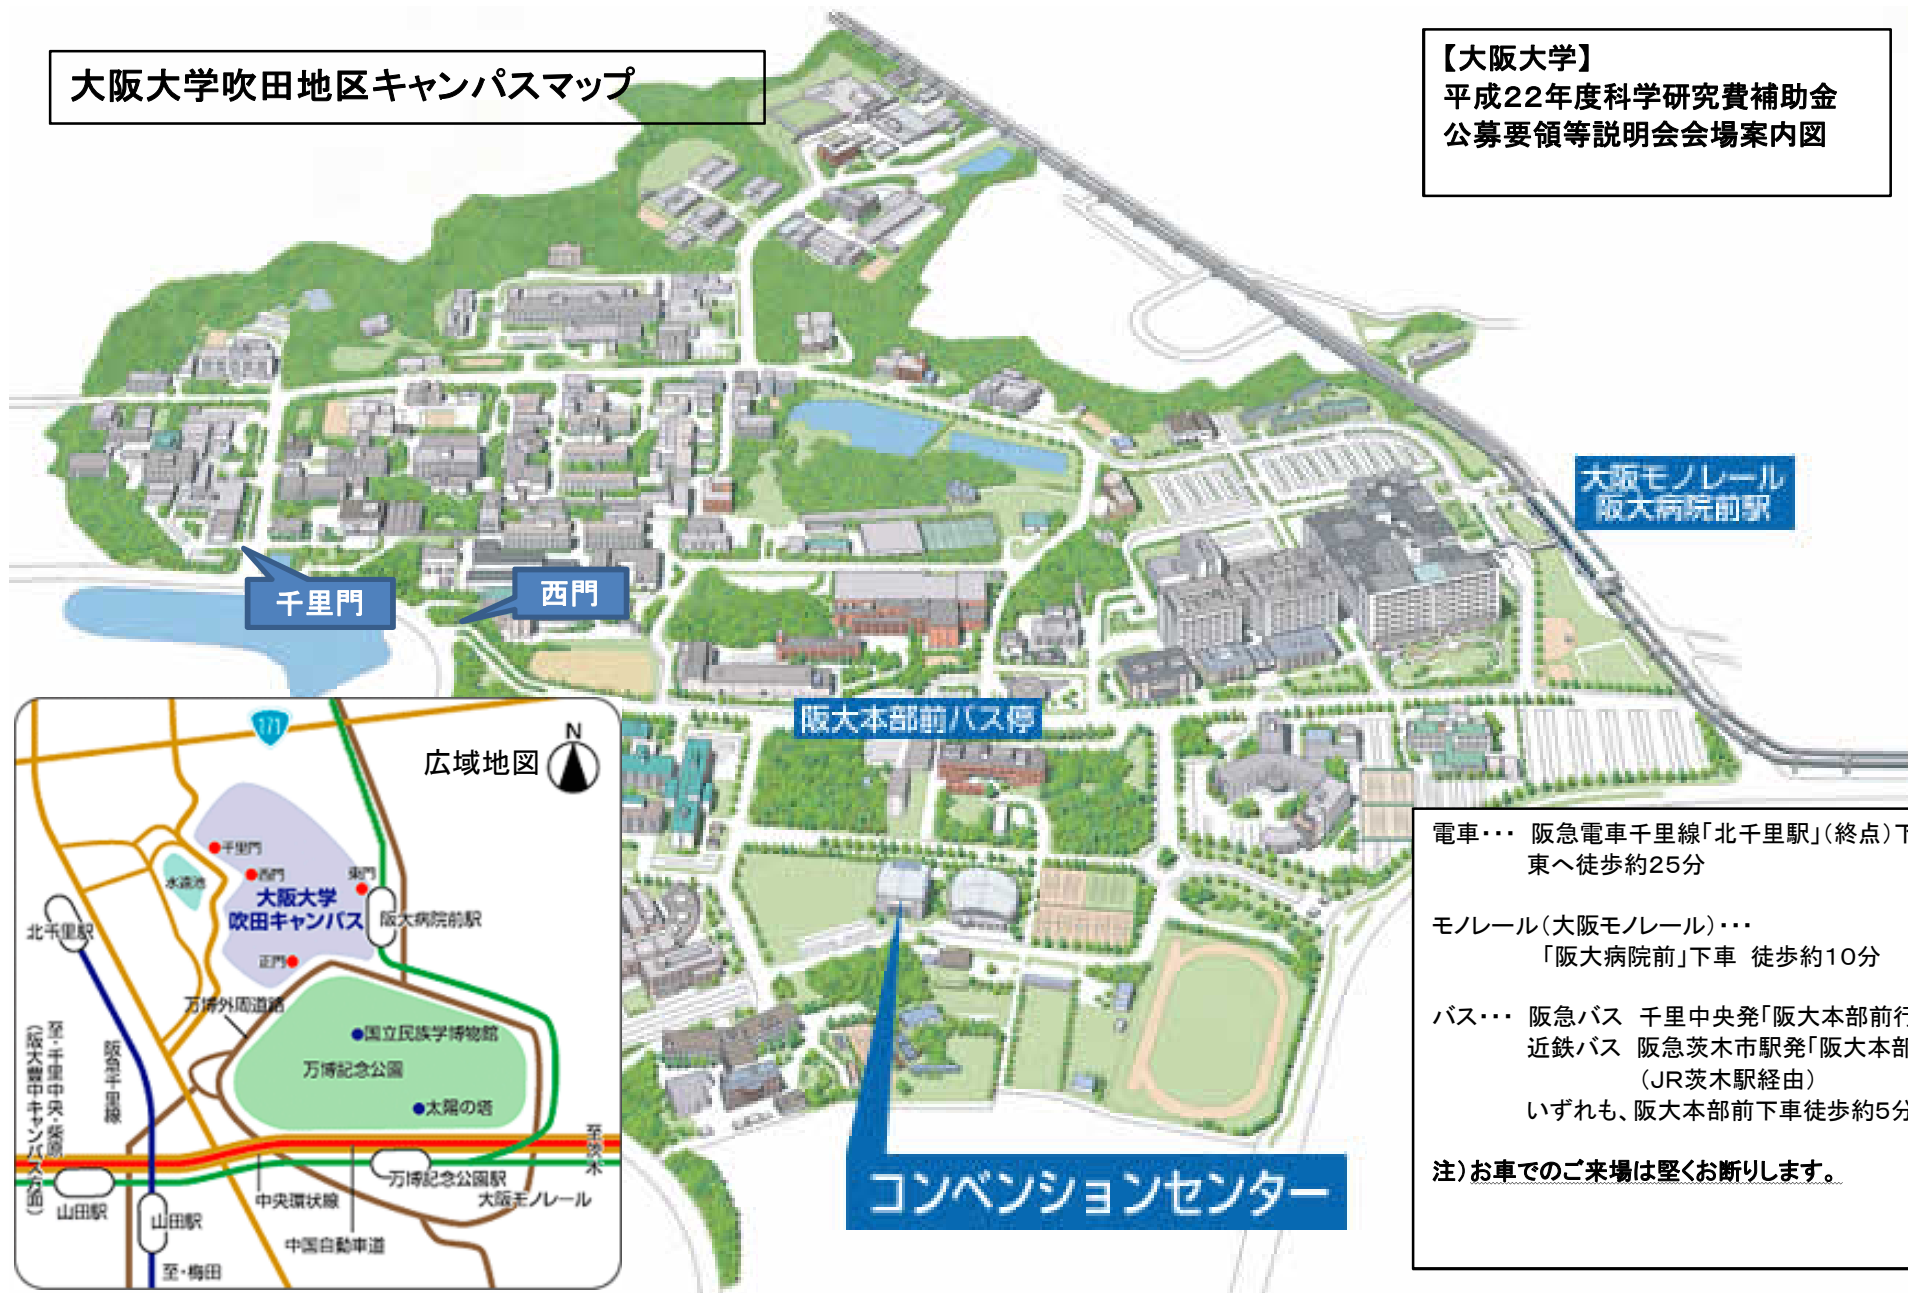 大阪大学吹田地区キャンパスマップ
【大阪大学】
平成22年度科学研究費補助金
公募要領等説明会会場案内図
大阪モノレール
阪大病院前駅
千里門
西門
阪大本部前バス停
コンベンションセンター
171
広域地図
N
千里門
西門
東門
水遠池
大阪大学
吹田キャンパス
阪大病院前駅
北千里駅
正門
万博外周道路
国立民族学博物館
万博記念公園
太陽の塔
阪急千里線
至・千里中央・柴原
(阪大豊中キャンパス方面)
至・茨木
万博記念公園駅
中央環状線
大阪モノレール
山田駅
山田駅
中国自動車道
至・梅田
電車・・・ 阪急電車千里線「北千里駅」(終点)下
東へ徒歩約25分
モノレール(大阪モノレール)・・・
「阪大病院前」下車 徒歩約10分
バス・・・ 阪急バス 千里中央発「阪大本部前行
近鉄バス 阪急茨木市駅発「阪大本部
(JR茨木駅経由)
いずれも、阪大本部前下車徒歩約5分
注)お車でのご来場は堅くお断りします。